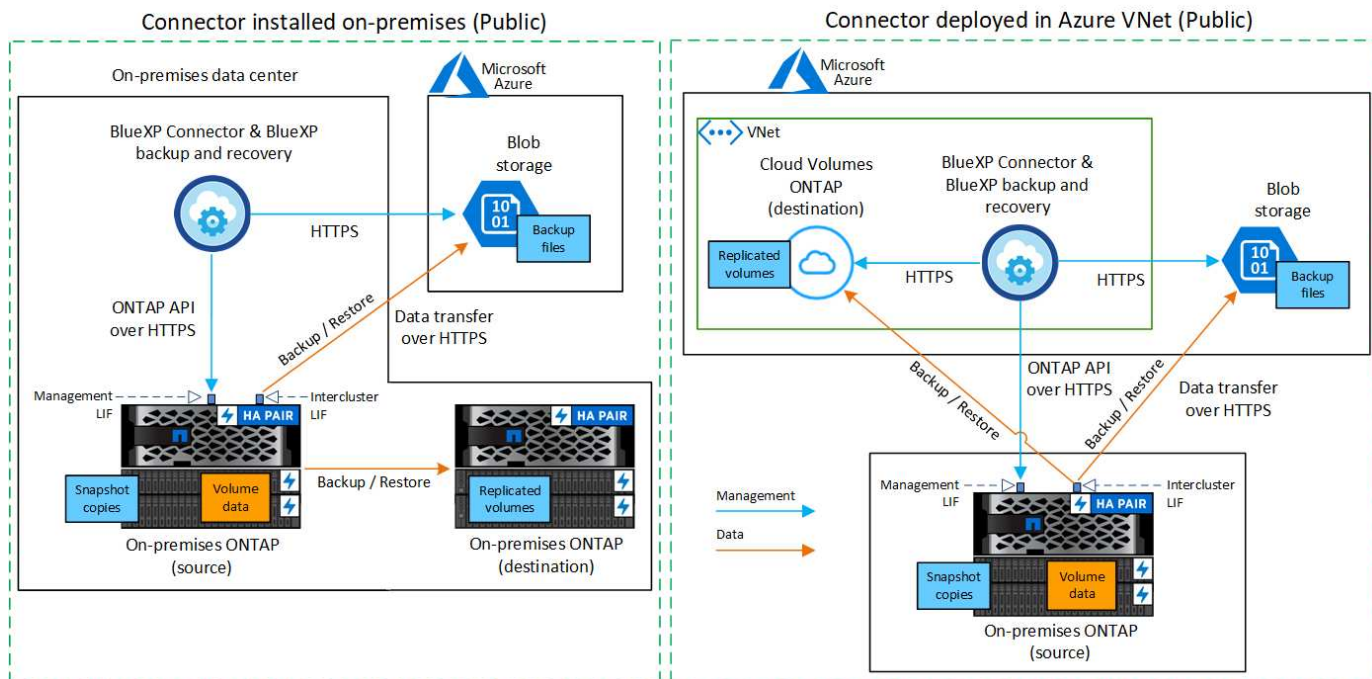 Connector installed on-premises (Public)
On-premises data center
Microsoft
Azure
BlueXP Connector & BlueXP
backup and recovery
Blob
storage
10
01
Backup
files
HTTPS
ONTAP API
over HTTPS
Backup / Restore
Data transfer
over HTTPS
Management
LIF
Intercluster
LIF
HA PAIR
HA PAIR
Snapshot
copies
Volume
data
Backup / Restore
Replicated
volumes
On-premises ONTAP
(source)
On-premises ONTAP
(destination)
Connector deployed in Azure VNet (Public)
Microsoft
Azure
VNet
Cloud Volumes
ONTAP
(destination)
BlueXP Connector &
BlueXP backup and
recovery
Blob
storage
Replicated
volumes
HTTPS
HTTPS
10
01
Backup
files
ONTAP API
over HTTPS
Backup / Restore
Backup / Restore
Data transfer
over HTTPS
Management
Data
Management
LIF
Intercluster
LIF
HA PAIR
Snapshot
copies
Volume
data
On-premises ONTAP
(source)